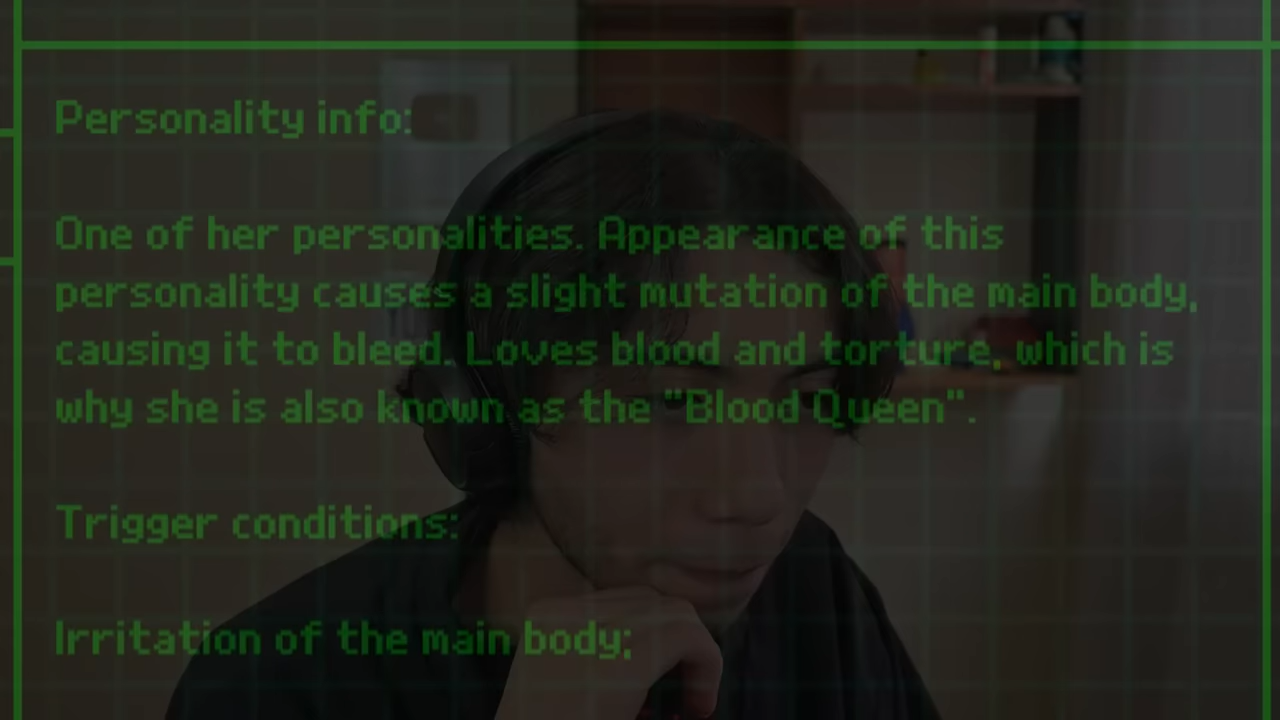 Personality info:
One of her personalities. Appearance of this
personality causes a slight mutation of the main body,
causing it to bleed. Loves blood and torture, which is
why she is also known as the "Blood Queen".
Trigger conditions:
Irritation of the main body;